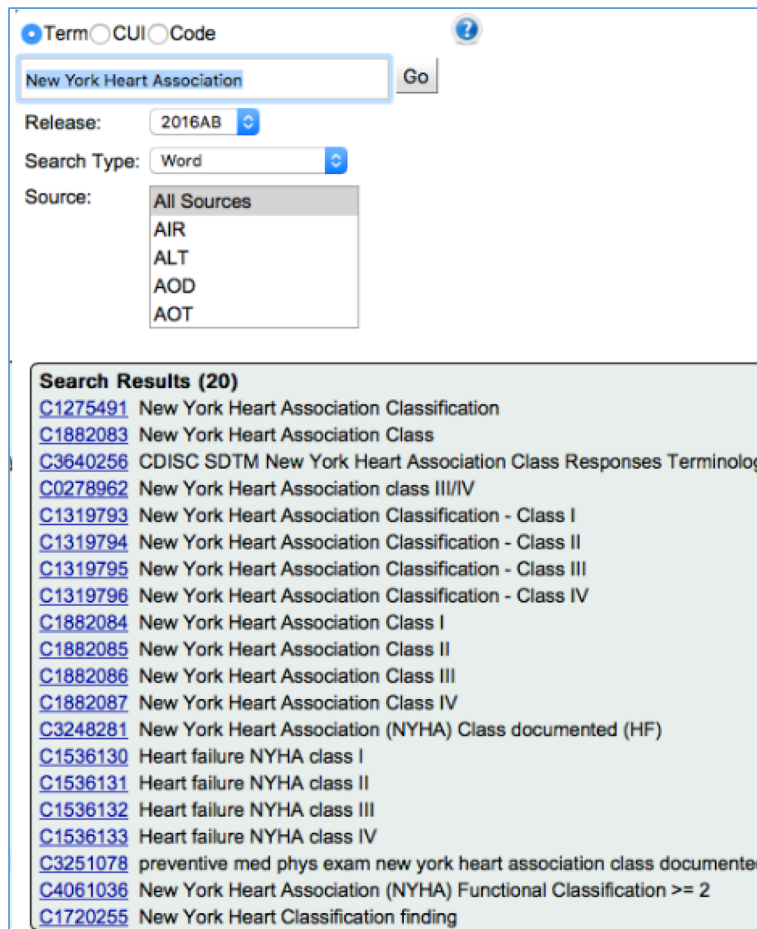 Term CUI Code ?
New York Heart Association Go
Release: 2016AB
Search Type: Word
Source: All Sources
AIR
ALT
AOD
AOT
Search Results (20)
C1275491 New York Heart Association Classification
C1882083 New York Heart Association Class
C3640256 CDISC SDTM New York Heart Association Class Responses Terminolog
C0278962 New York Heart Association class III/IV
C1319793 New York Heart Association Classification - Class I
C1319794 New York Heart Association Classification - Class II
C1319795 New York Heart Association Classification - Class III
C1319796 New York Heart Association Classification - Class IV
C1882084 New York Heart Association Class I
C1882085 New York Heart Association Class II
C1882086 New York Heart Association Class III
C1882087 New York Heart Association Class IV
C3248281 New York Heart Association (NYHA) Class documented (HF)
C1536130 Heart failure NYHA class I
C1536131 Heart failure NYHA class II
C1536132 Heart failure NYHA class III
C1536133 Heart failure NYHA class IV
C3251078 preventive med phys exam new york heart association class documente
C4061036 New York Heart Association (NYHA) Functional Classification >= 2
C1720255 New York Heart Classification finding